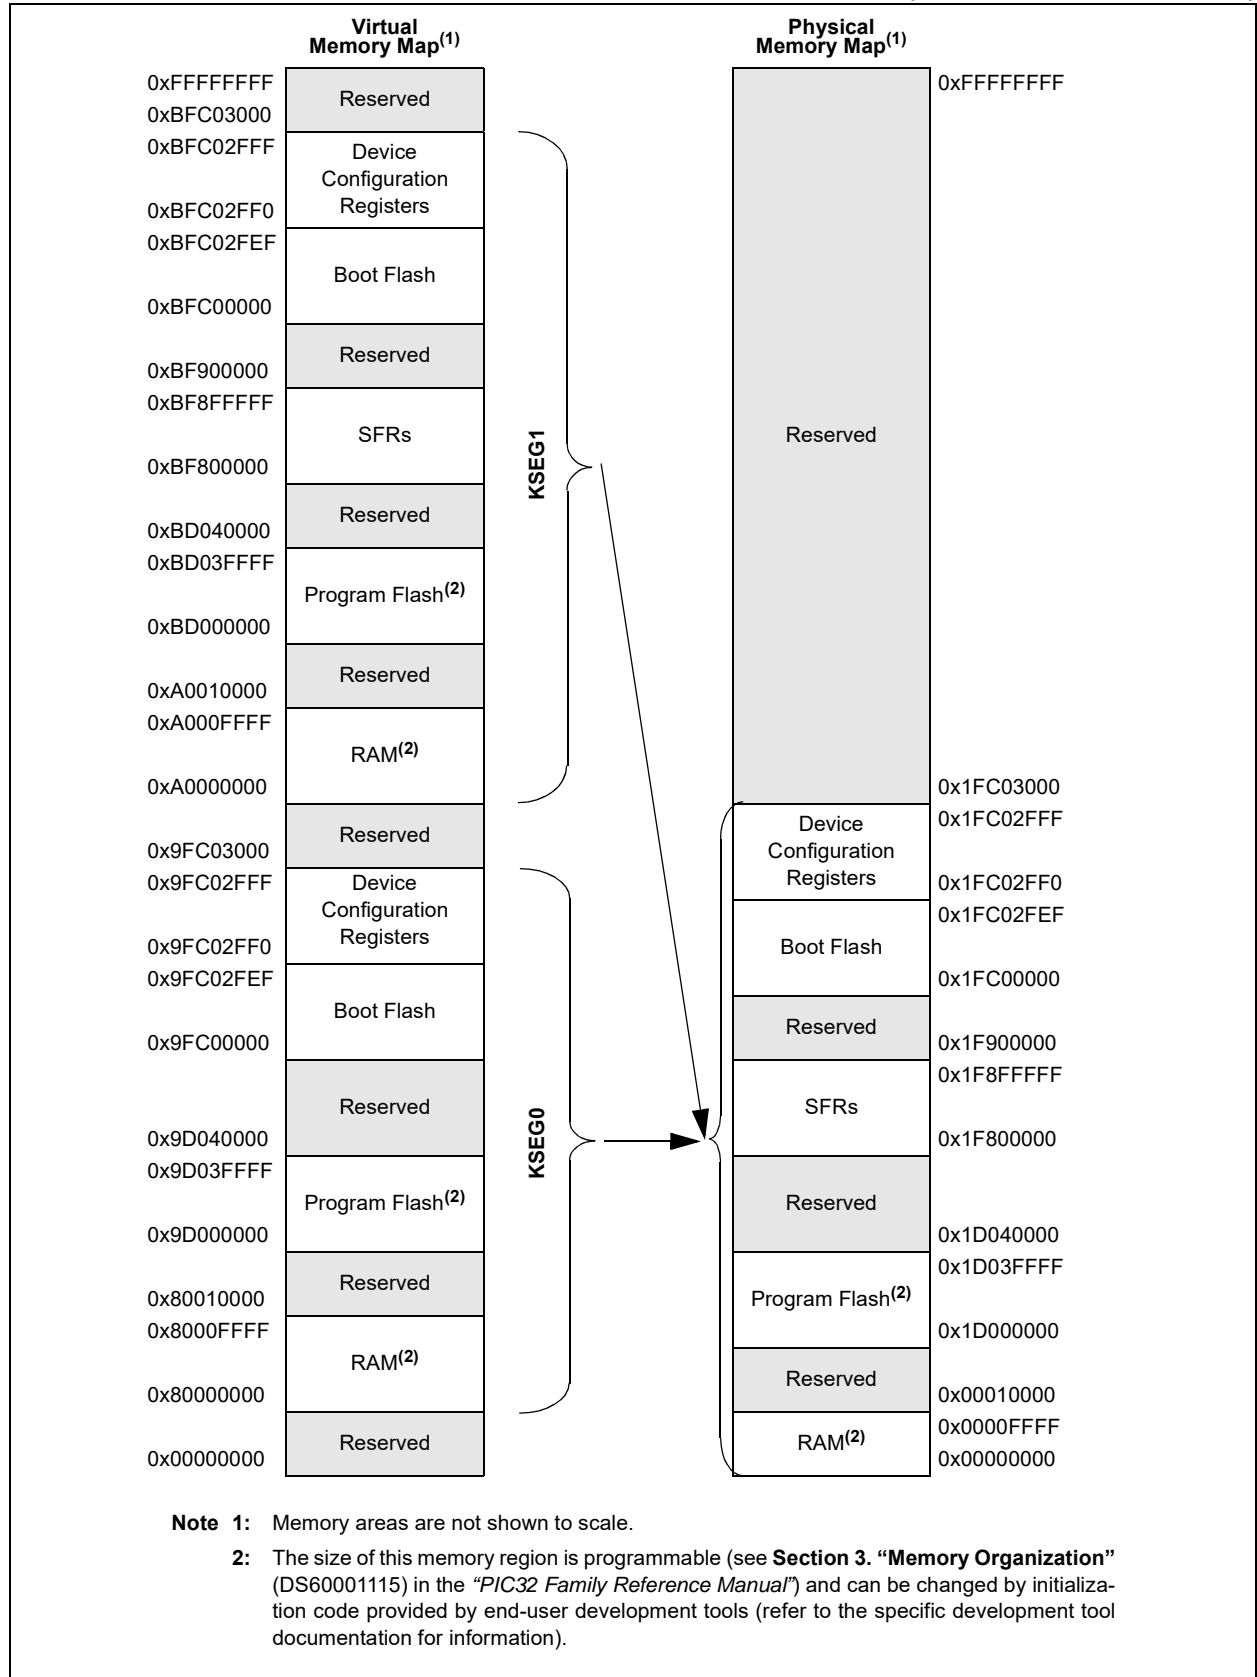 Virtual
Memory Map(1)
Physical
Memory Map(1)
0xFFFFFFFF
Reserved
0xBFC03000
0xBFC02FFF
Device
Configuration
Registers
0xBFC02FF0
0xBFC02FEF
Boot Flash
0xBFC00000
Reserved
0xBF900000
0xBF8FFFFF
SFRs
0xBF800000
Reserved
0xBD040000
0xBD03FFFF
Program Flash(2)
0xBD000000
Reserved
0xA0010000
0xA000FFFF
RAM(2)
0xA0000000
Reserved
0x9FC03000
0x9FC02FFF
Device
Configuration
Registers
0x9FC02FF0
0x9FC02FEF
Boot Flash
0x9FC00000
Reserved
0x9D040000
0x9D03FFFF
Program Flash(2)
0x9D000000
Reserved
0x80010000
0x8000FFFF
RAM(2)
0x80000000
Reserved
0x00000000
KSEG1
KSEG0
0xFFFFFFFF
Reserved
0x1FC03000
0x1FC02FFF
Device
Configuration
Registers
0x1FC02FF0
0x1FC02FEF
Boot Flash
0x1FC00000
Reserved
0x1F900000
0x1F8FFFFF
SFRs
0x1F800000
Reserved
0x1D040000
0x1D03FFFF
Program Flash(2)
0x1D000000
Reserved
0x00010000
0x0000FFFF
RAM(2)
0x00000000
Note 1: Memory areas are not shown to scale.
2: The size of this memory region is programmable (see Section 3. “Memory Organization”
(DS60001115) in the “PIC32 Family Reference Manual”) and can be changed by initializa-
tion code provided by end-user development tools (refer to the specific development tool
documentation for information).